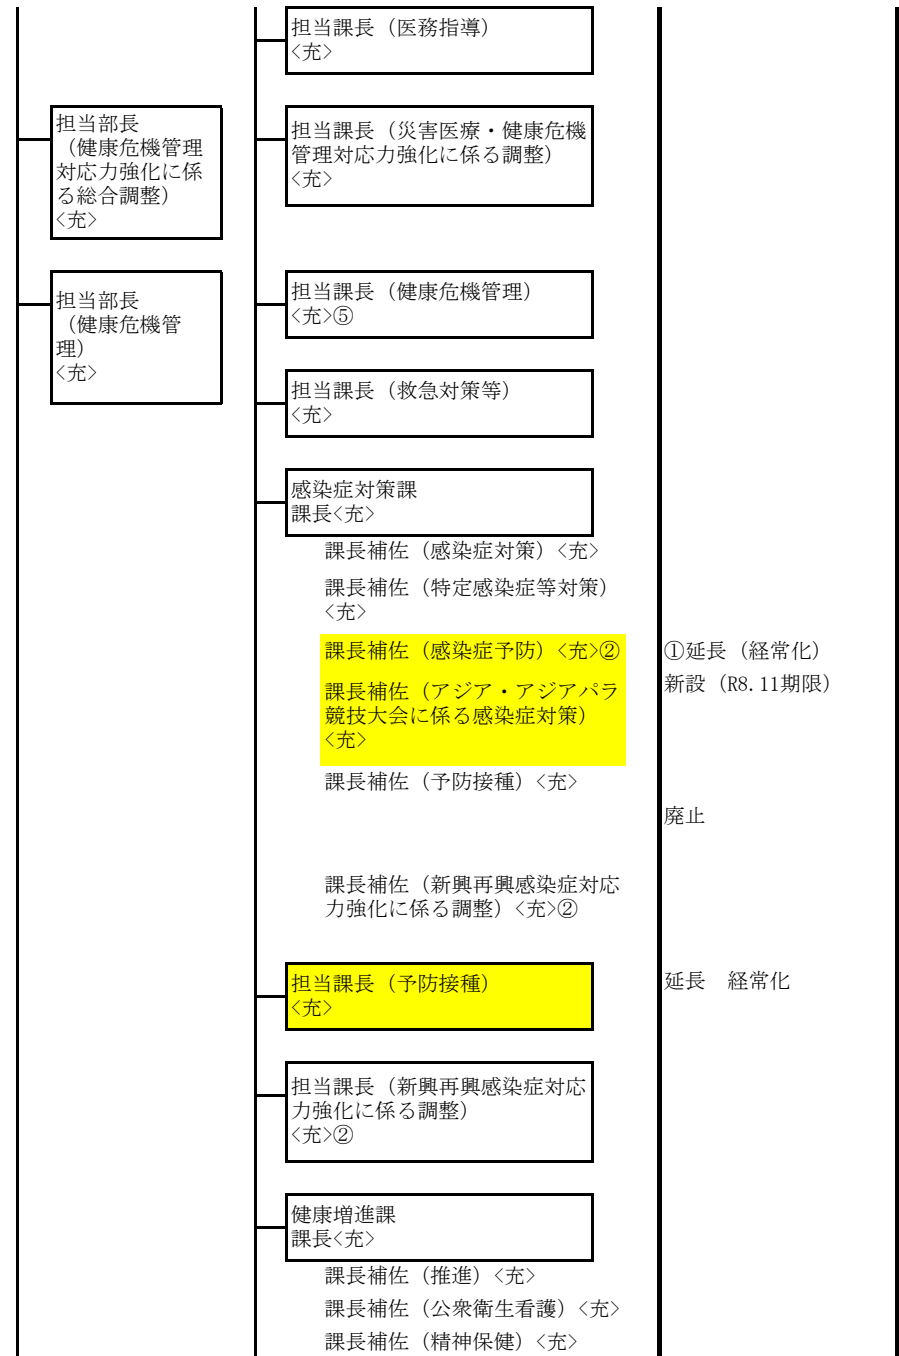 担当課長（医務指導）
<充>
担当部長
（健康危機管理
対応力強化に係
る総合調整）
<充>
担当課長（災害医療・健康危機
管理対応力強化に係る調整）
<充>
担当部長
（健康危機管
理）
<充>
担当課長（健康危機管理）
<充>⑤
担当課長（救急対策等）
<充>
感染症対策課
課長<充>
課長補佐（感染症対策）<充>
課長補佐（特定感染症等対策）
<充>
課長補佐（感染症予防）<充>②
①延長（経常化）
課長補佐（アジア・アジアパラ
競技大会に係る感染症対策）
<充>
新設（R8.11期限）
課長補佐（予防接種）<充>
廃止
課長補佐（新興再興感染症対応
力強化に係る調整）<充>②
担当課長（予防接種）
<充>
延長　経常化
担当課長（新興再興感染症対応
力強化に係る調整）
<充>②
健康増進課
課長<充>
課長補佐（推進）<充>
課長補佐（公衆衛生看護）<充>
課長補佐（精神保健）<充>